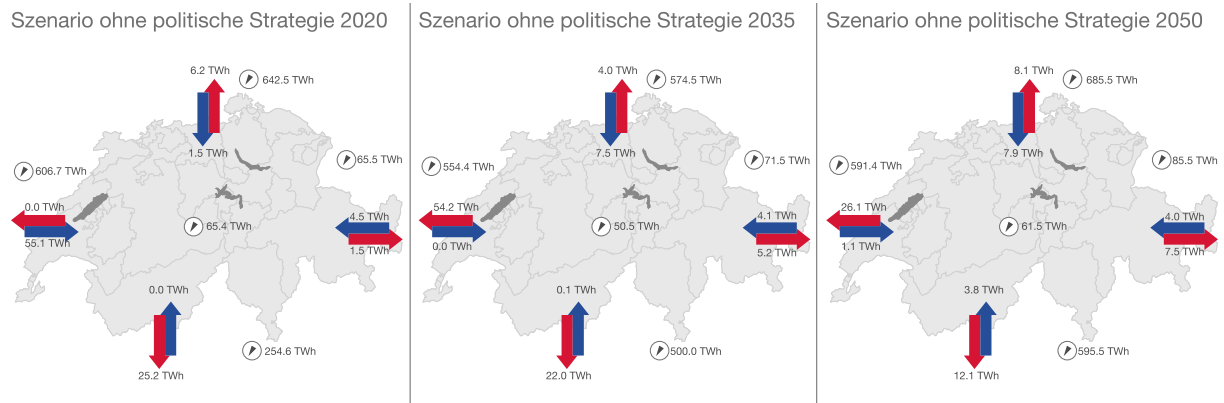 Szenario ohne politische Strategie 2020
6.2 TWh
642.5 TWh
1.5 TWh
65.5 TWh
606.7 TWh
0.0 TWh
55.1 TWh
65.4 TWh
4.5 TWh
1.5 TWh
0.0 TWh
254.6 TWh
25.2 TWh
Szenario ohne politische Strategie 2035
4.0 TWh
574.5 TWh
7.5 TWh
71.5 TWh
554.4 TWh
54.2 TWh
0.0 TWh
50.5 TWh
4.1 TWh
5.2 TWh
0.1 TWh
500.0 TWh
22.0 TWh
Szenario ohne politische Strategie 2050
8.1 TWh
685.5 TWh
7.9 TWh
85.5 TWh
591.4 TWh
26.1 TWh
1.1 TWh
61.5 TWh
4.0 TWh
7.5 TWh
3.8 TWh
595.5 TWh
12.1 TWh